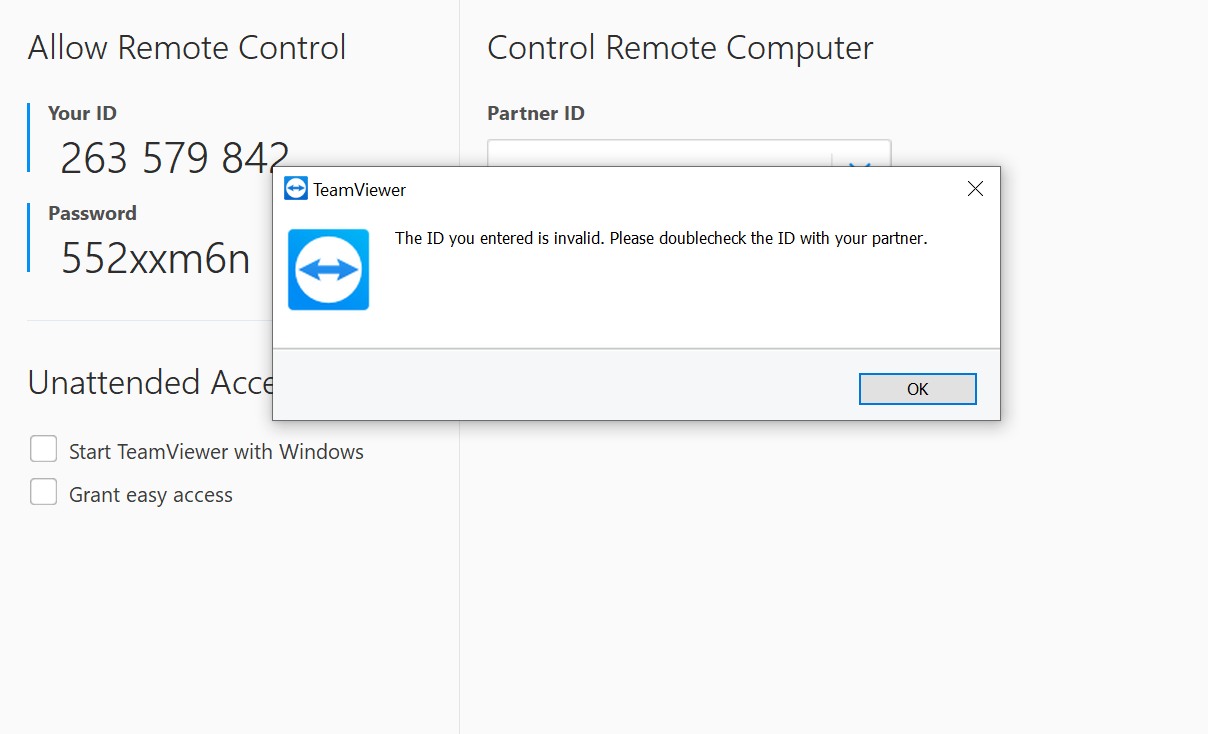 Allow Remote Control
Your ID
263 579 842
Password
552xxm6n
Unattended Acce
Start TeamViewer with Windows
Grant easy access
Control Remote Computer
Partner ID
TeamViewer
The ID you entered is invalid. Please doublecheck the ID with your partner.
OK